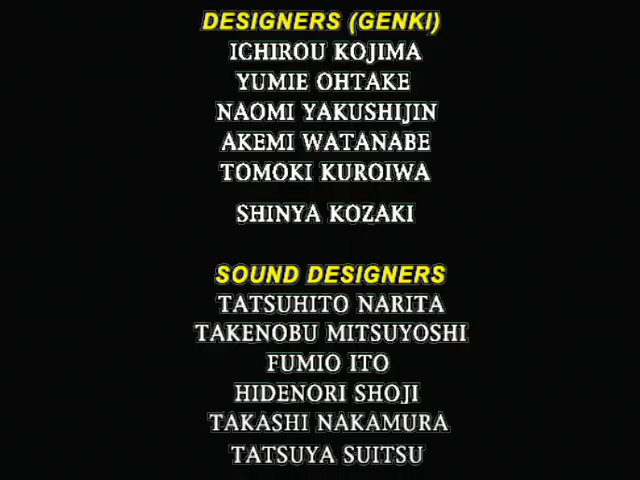 DESIGNERS (GENKI)
ICHIROU KOJIMA
YUMIE OHTAKE
NAOMI YAKUSHIJIN
AKEMI WATANABE
TOMOKI KUROIWA
SHINYA KOZAKI
SOUND DESIGNERS
TATSUHITO NARITA
TAKENOBU MITSUYOSHI
FUMIO ITO
HIDENORI SHOJI
TAKASHI NAKAMURA
TATSUYA SUITSU